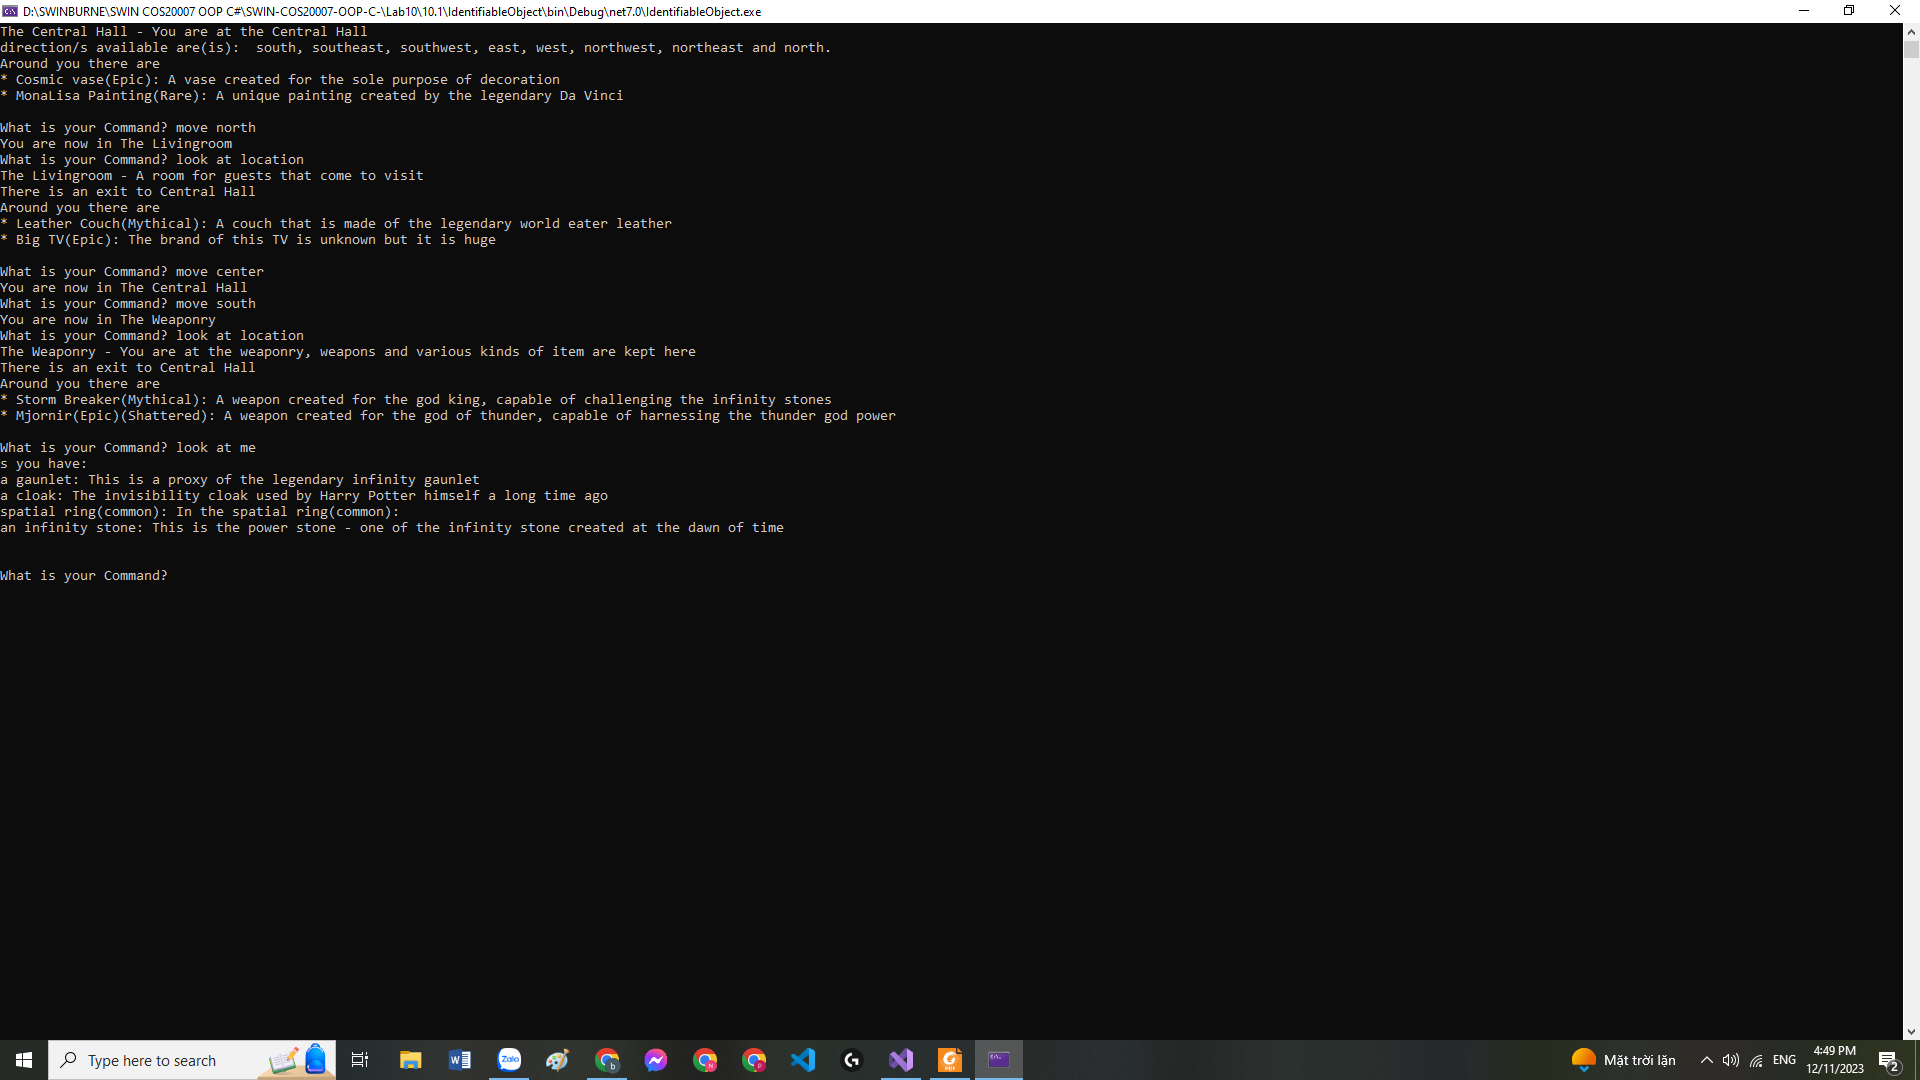 D:\SWINBURNE\SWIN COS20007 OOP C#\SWIN-COS20007-OOP-C-\Lab10\10.1\IdentifiableObject\bin\Debug\net7.0\IdentifiableObject.exe
The Central Hall - You are at the Central Hall
direction/s available are(is):  south, southeast, southwest, east, west, northwest, northeast and north.
Around you there are
* Cosmic vase(Epic): A vase created for the sole purpose of decoration
* MonaLisa Painting(Rare): A unique painting created by the legendary Da Vinci
What is your Command? move north
You are now in The Livingroom
What is your Command? look at location
The Livingroom - A room for guests that come to visit
There is an exit to Central Hall
Around you there are
* Leather Couch(Mythical): A couch that is made of the legendary world eater leather
* Big TV(Epic): The brand of this TV is unknown but it is huge
What is your Command? move center
You are now in The Central Hall
What is your Command? move south
You are now in The Weaponry
What is your Command? look at location
The Weaponry - You are at the weaponry, weapons and various kinds of item are kept here
There is an exit to Central Hall
Around you there are
* Storm Breaker(Mythical): A weapon created for the god king, capable of challenging the infinity stones
* Mjornir(Epic)(Shattered): A weapon created for the god of thunder, capable of harnessing the thunder god power
What is your Command? look at me
s you have:
a gaunlet: This is a proxy of the legendary infinity gaunlet
a cloak: The invisibility cloak used by Harry Potter himself a long time ago
spatial ring(common): In the spatial ring(common):
an infinity stone: This is the power stone - one of the infinity stone created at the dawn of time
What is your Command?
Type here to search
Zalo
Mặt trời lặn
ENG
4:49 PM
12/11/2023
2